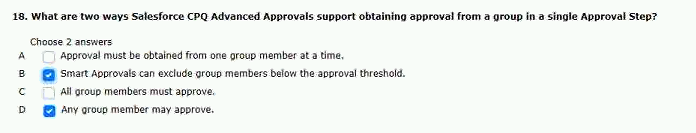 18. What are two ways Salesforce CPQ Advanced Approvals support obtaining approval from a group in a single Approval Step?
Choose 2 answers
A Approval must be obtained from one group member at a time.
B Smart Approvals can exclude group members below the approval threshold.
C All group members must approve.
D Any group member may approve.